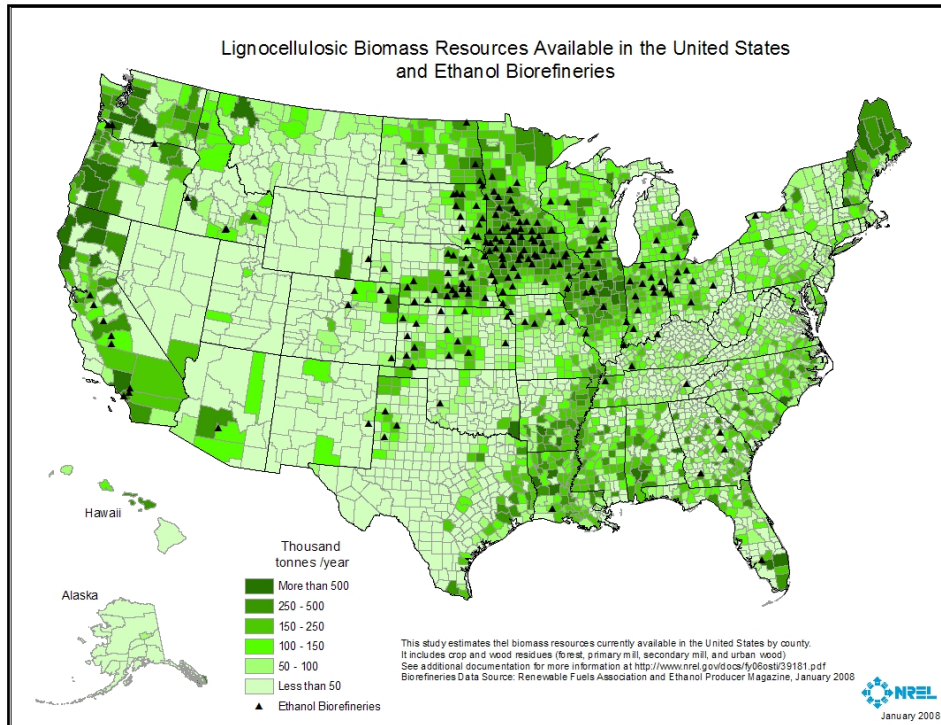 Lignocellulosic Biomass Resources Available in the United States
and Ethanol Biorefineries
Hawaii
Alaska
Thousand
tonnes /year
More than 500
250 - 500
150 - 250
100 - 150
50 - 100
Less than 50
Ethanol Biorefineries
This study estimates thel biomass resources currently available in the United States by county.
It includes crop and wood residues (forest, primary mill, secondary mill, and urban wood)
See additional documentation for more information at http://www.nrel.gov/docs/fy06osti/39181.pdf
Biorefineries Data Source: Renewable Fuels Association and Ethanol Producer Magazine, January 2008
NREL
January 2008